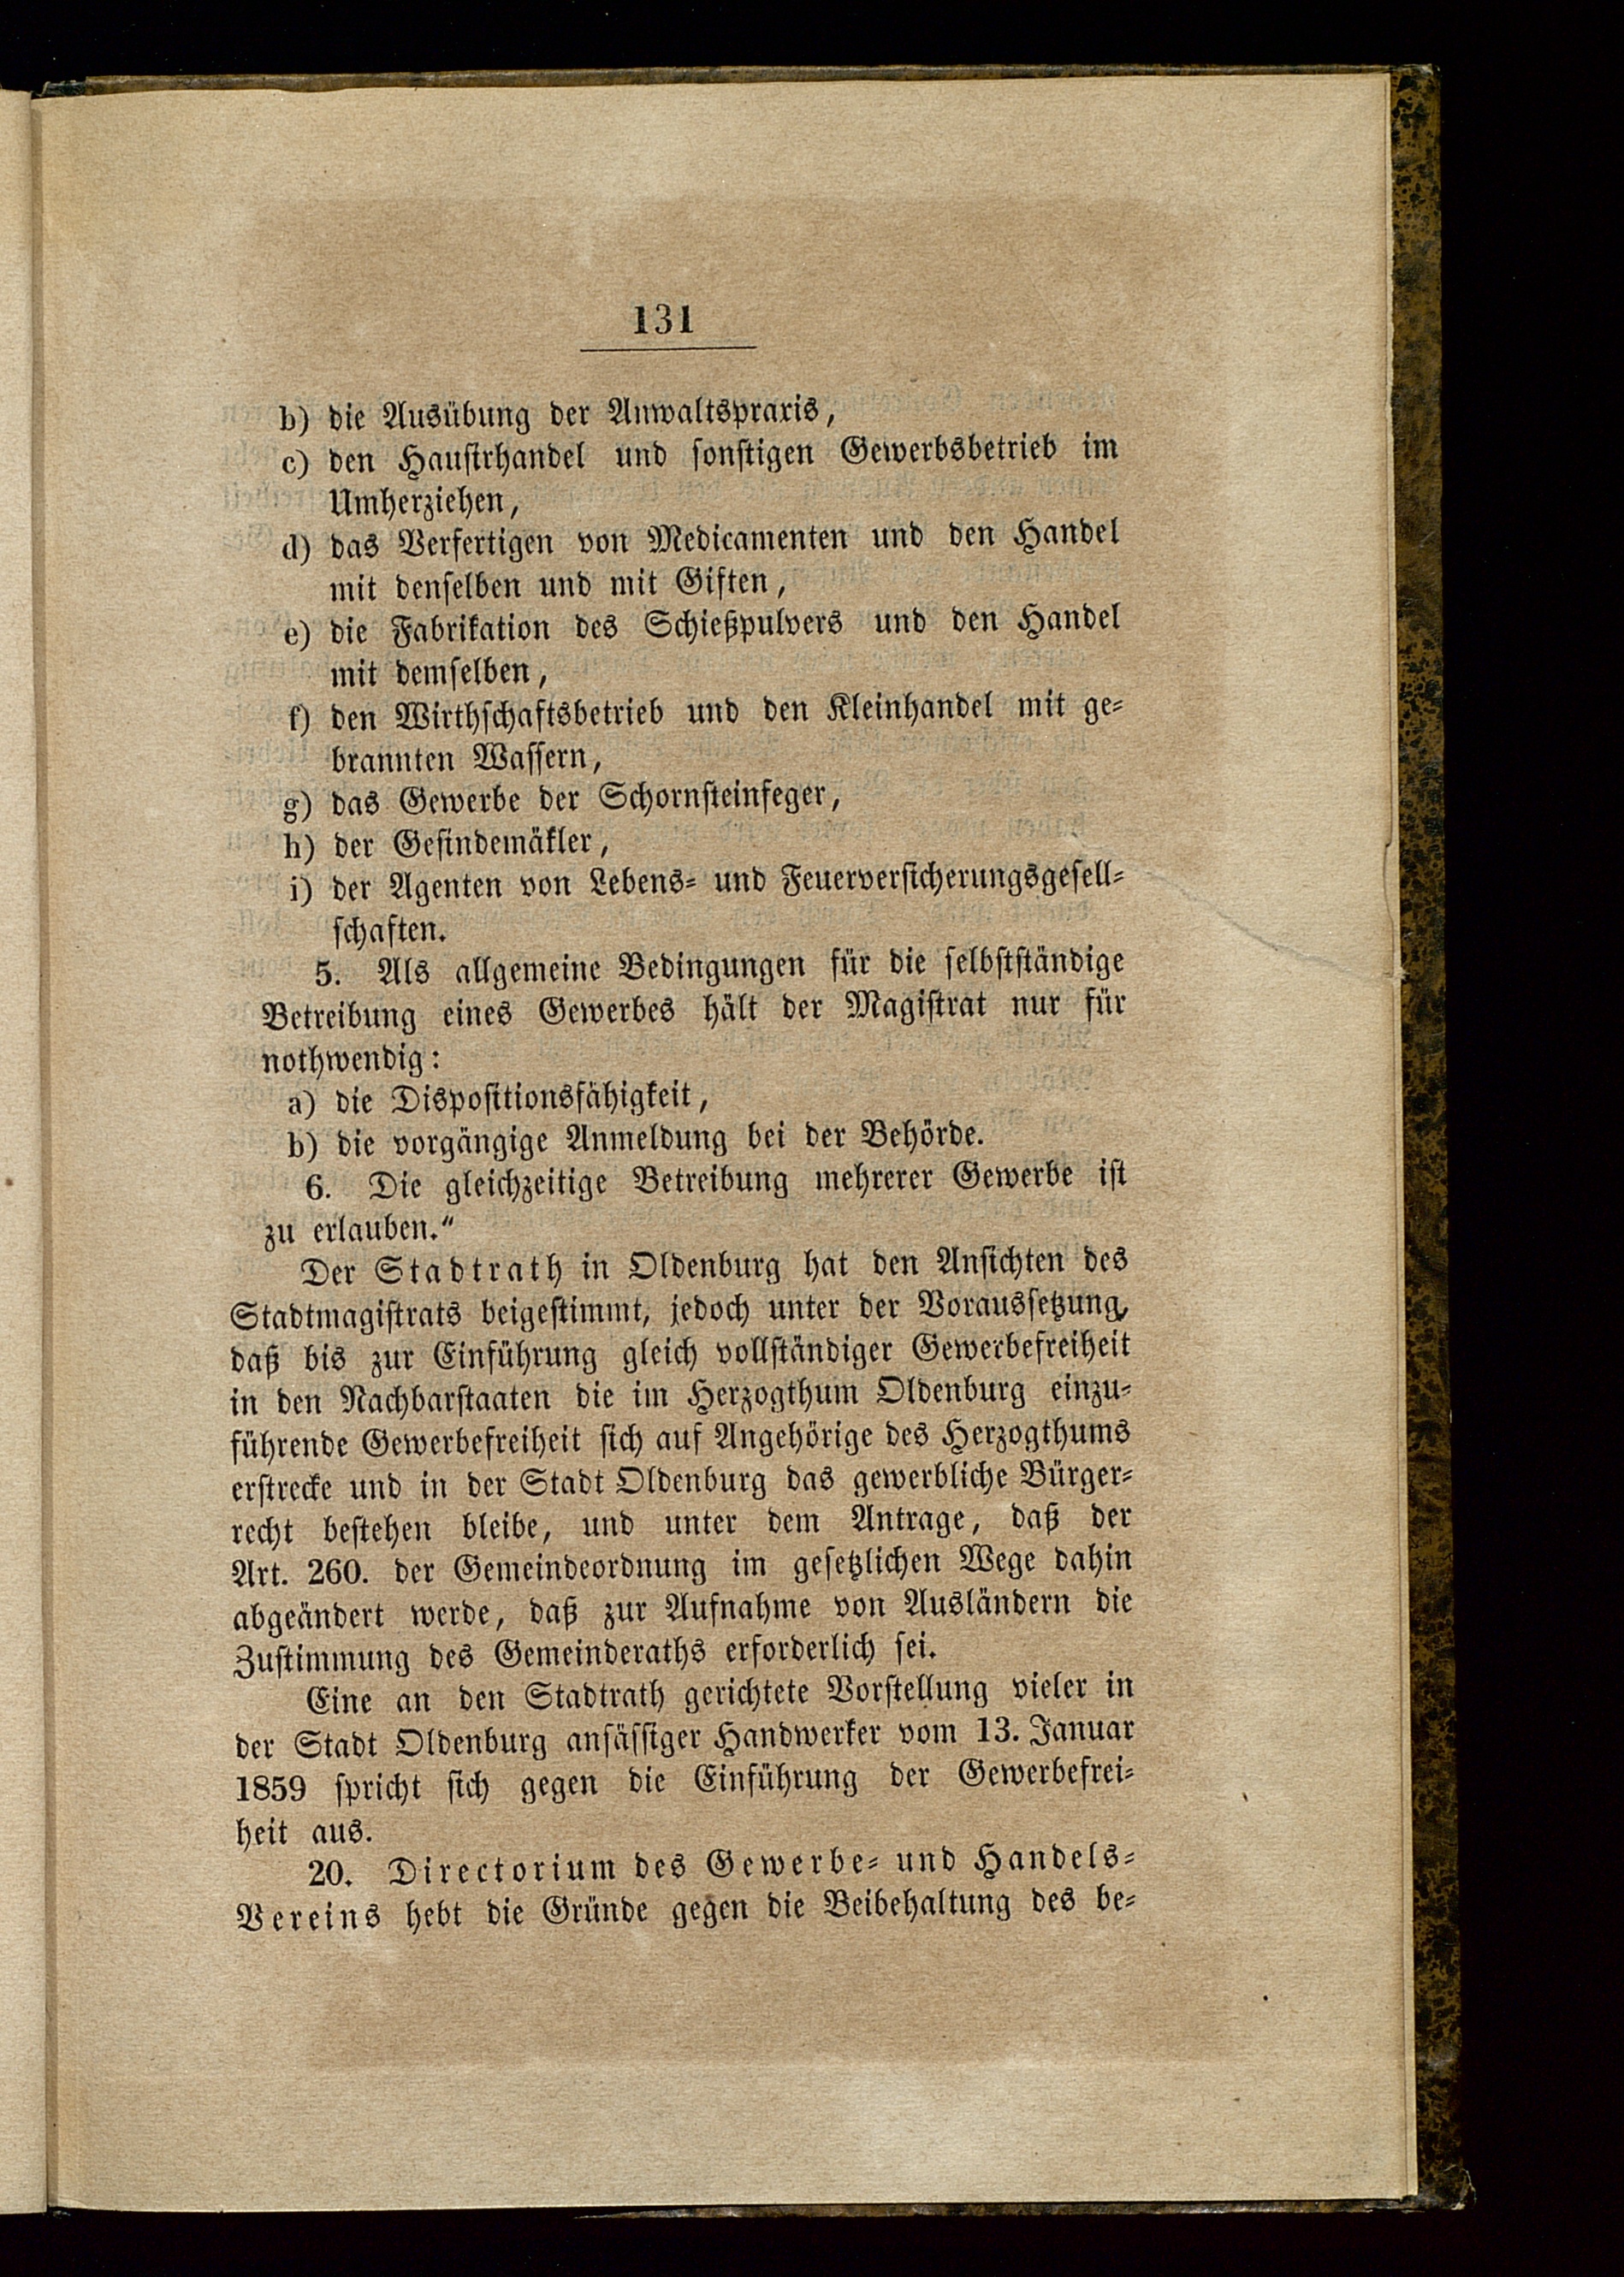 131
b) die Ausübung der Anwaltspraxis,
c) den Hausirhandel und sonstigen Gewerbsbetrieb im
Umherziehen,
d) das Verfertigen von Medicamenten und den Handel
mit denselben und mit Giften,
e) die Fabrikation des Schießpulvers und den Handel
mit demselben,
f) den Wirthschaftsbetrieb und den Kleinhandel mit ge-
brannten Wassern,
g) das Gewerbe der Schornsteinfeger,
h) der Gesindemäkler,
i) der Agenten von Lebens- und Feuerversicherungsgesell-
schaften.
5. Als allgemeine Bedingungen für die selbstständige
Betreibung eines Gewerbes hält der Magistrat nur für
nothwendig:
a) die Dispositionsfähigkeit,
b) die vorgängige Anmeldung bei der Behörde.
6. Die gleichzeitige Betreibung mehrerer Gewerbe ist
zu erlauben.“
Der Stadtrath in Oldenburg hat den Ansichten des
Stadtmagistrats beigestimmt, jedoch unter der Voraussetzung,
daß bis zur Einführung gleich vollständiger Gewerbefreiheit
in den Nachbarstaaten die im Herzogthum Oldenburg einzu-
führende Gewerbefreiheit sich auf Angehörige des Herzogthums
erstrecke und in der Stadt Oldenburg das gewerbliche Bürger-
recht bestehen bleibe, und unter dem Antrage, daß der
Art. 260. der Gemeindeordnung im gesetzlichen Wege dahin
abgeändert werde, daß zur Aufnahme von Ausländern die
Zustimmung des Gemeinderaths erforderlich sei.
Eine an den Stadtrath gerichtete Vorstellung vieler in
der Stadt Oldenburg ansässiger Handwerker vom 13. Januar
1859 spricht sich gegen die Einführung der Gewerbefrei-
heit aus.
20. Directorium des Gewerbe- und Handels-
Vereins hebt die Gründe gegen die Beibehaltung des be-